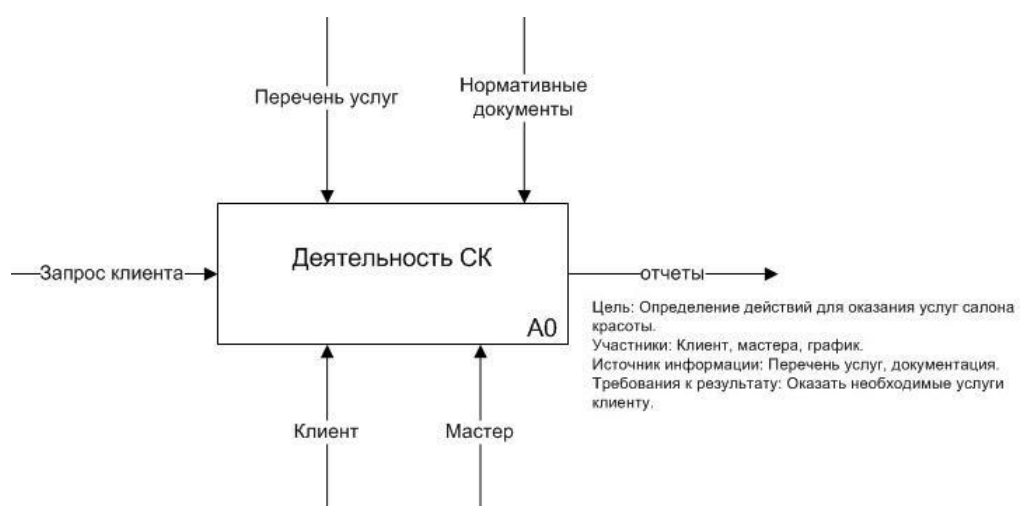 Перечень услуг
Нормативные
документы
Запрос клиента
Деятельность СК
A0
отчеты
Цель: Определение действий для оказания услуг салона
красоты.
Участники: Клиент, мастера, график.
Источник информации: Перечень услуг, документация.
Требования к результату: Оказать необходимые услуги
клиенту.
Клиент
Мастер